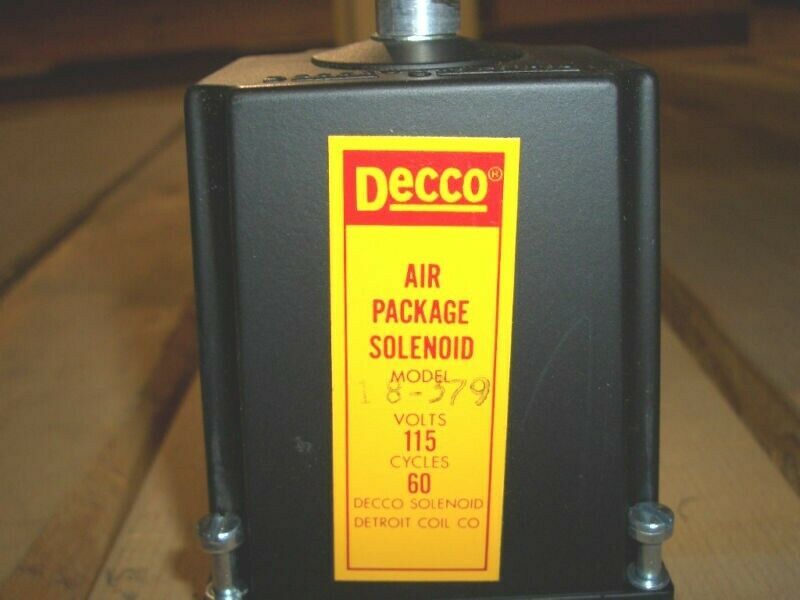 Decco®
AIR
PACKAGE
SOLENOID
MODEL
18-379
VOLTS
115
CYCLES
60
DECCO SOLENOID
DETROIT COIL CO